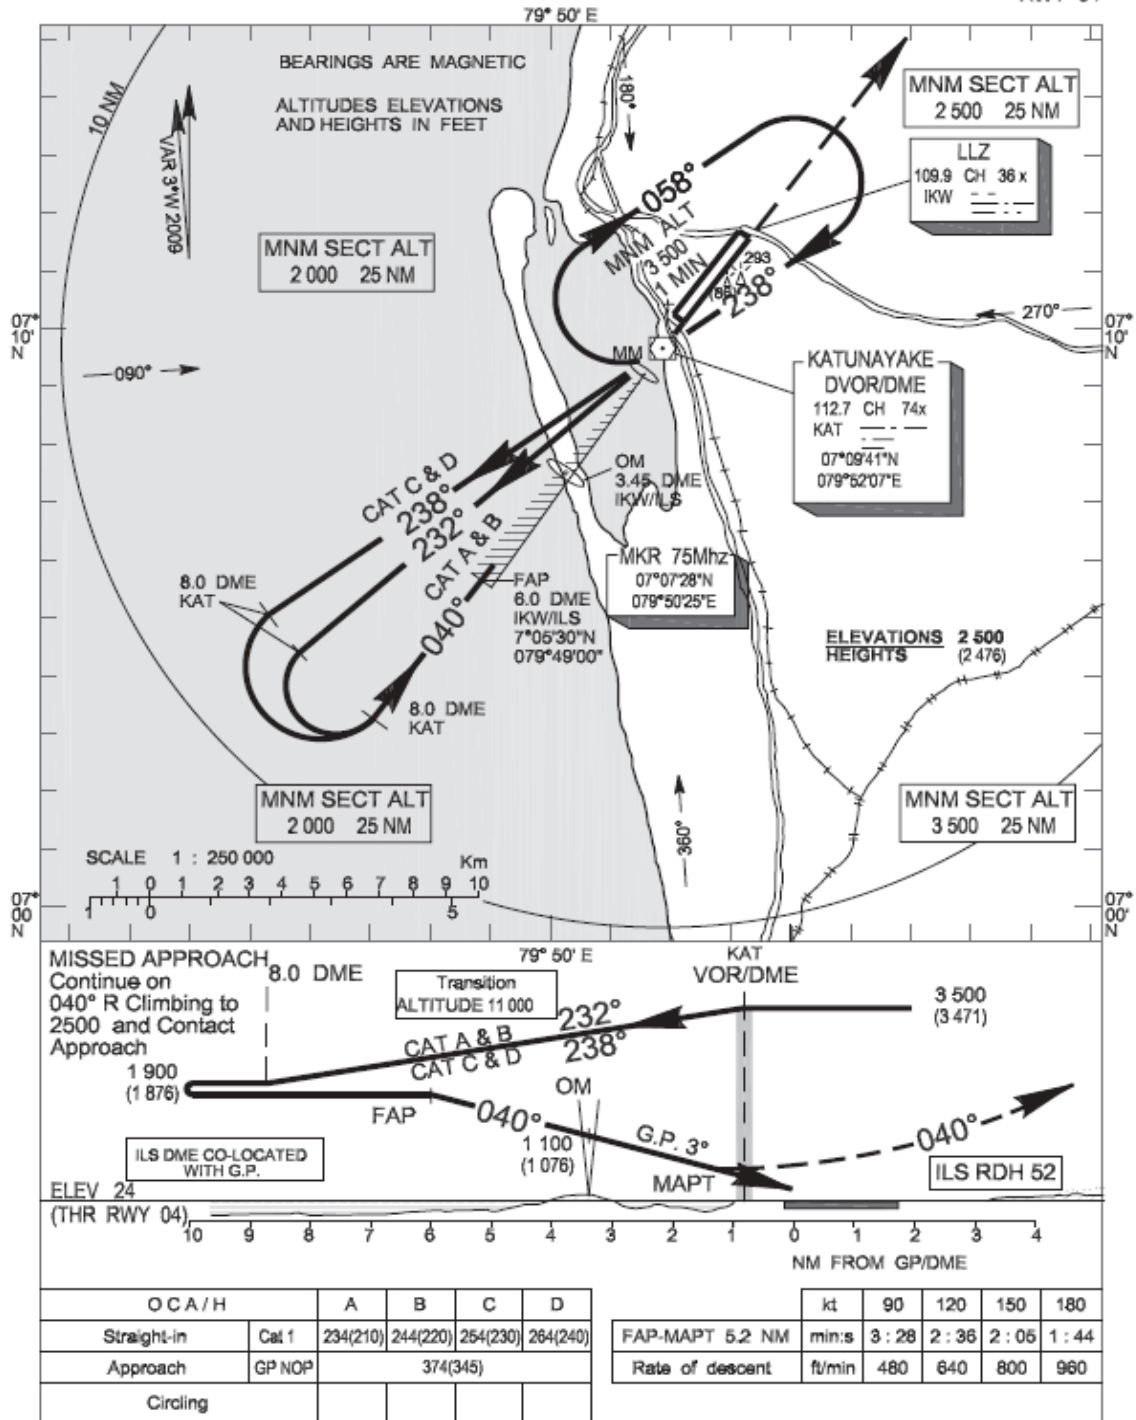 79° 50' E
BEARINGS ARE MAGNETIC
ALTITUDES ELEVATIONS
AND HEIGHTS IN FEET
10 NM
VAR 3°W 2009
180°
MNM SECT ALT
2 500 25 NM
LLZ
109.9 CH 36 x
IKW
058°
MNM ALT
3 500
1 MIN
293
238°
MNM SECT ALT
2 000 25 NM
07°
10'
N
270°
07°
10'
N
090°
MM
KATUNAYAKE
DVOR/DME
112.7 CH 74x
KAT
07°09'41"N
079°52'07"E
CAT C & D
238°
232°
CAT A & B
OM
3.45 DME
IKW/ILS
MKR 75Mhz
07°07'28"N
079°50'25"E
8.0 DME
KAT
FAP
6.0 DME
IKW/ILS
7°05'30"N
079°49'00"
040°
ELEVATIONS 2 500
HEIGHTS (2 476)
8.0 DME
KAT
MNM SECT ALT
2 000 25 NM
MNM SECT ALT
3 500 25 NM
360°
SCALE 1 : 250 000
Km
1 0 1 2 3 4 5 6 7 8 9 10
1 0 5
07°
00'
N
07°
00'
N
79° 50' E
MISSED APPROACH
Continue on
040° R Climbing to
2500 and Contact
Approach
8.0 DME
Transition
ALTITUDE 11 000
KAT
VOR/DME
3 500
(3 471)
232°
CAT A & B
CAT C & D
238°
1 900
(1 876)
FAP
OM
040°
1 100
(1 076)
G.P. 3°
MAPT
040°
ILS DME CO-LOCATED
WITH G.P.
ILS RDH 52
ELEV 24
(THR RWY 04)
10 9 8 7 6 5 4 3 2 1 0 1 2 3 4
NM FROM GP/DME
O C A / H A B C D
Straight-in Cat 1 234(210) 244(220) 254(230) 264(240)
Approach GP NOP 374(345)
Circling
kt 90 120 150 180
FAP-MAPT 5.2 NM min:s 3 : 28 2 : 36 2 : 05 1 : 44
Rate of descent ft/min 480 640 800 960